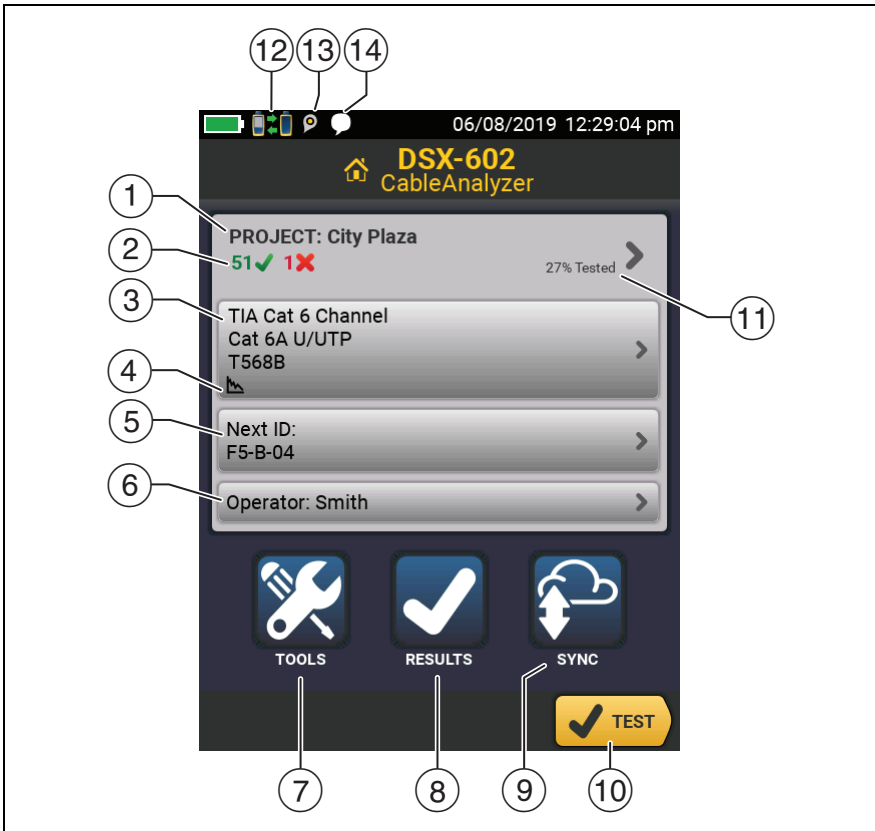 12 13 14
06/08/2019 12:29:04 pm
DSX-602
CableAnalyzer
1
PROJECT: City Plaza
2
51 1
27% Tested
3
TIA Cat 6 Channel
11
Cat 6A U/UTP
T568B
4
5
Next ID:
F5-B-04
6
Operator: Smith
TOOLS RESULTS SYNC
TEST
7 8 9 10